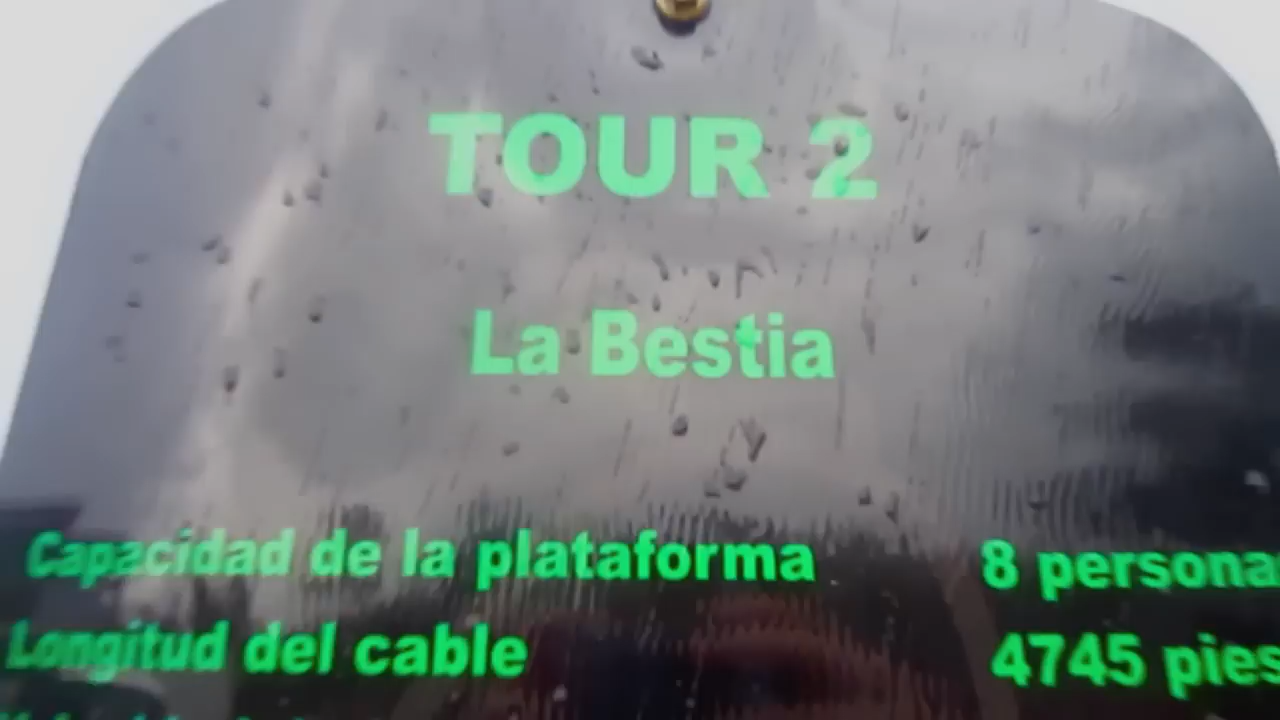 TOUR 2
La Bestia
Capacidad de la plataforma 8 persona
Longitud del cable 4745 pies